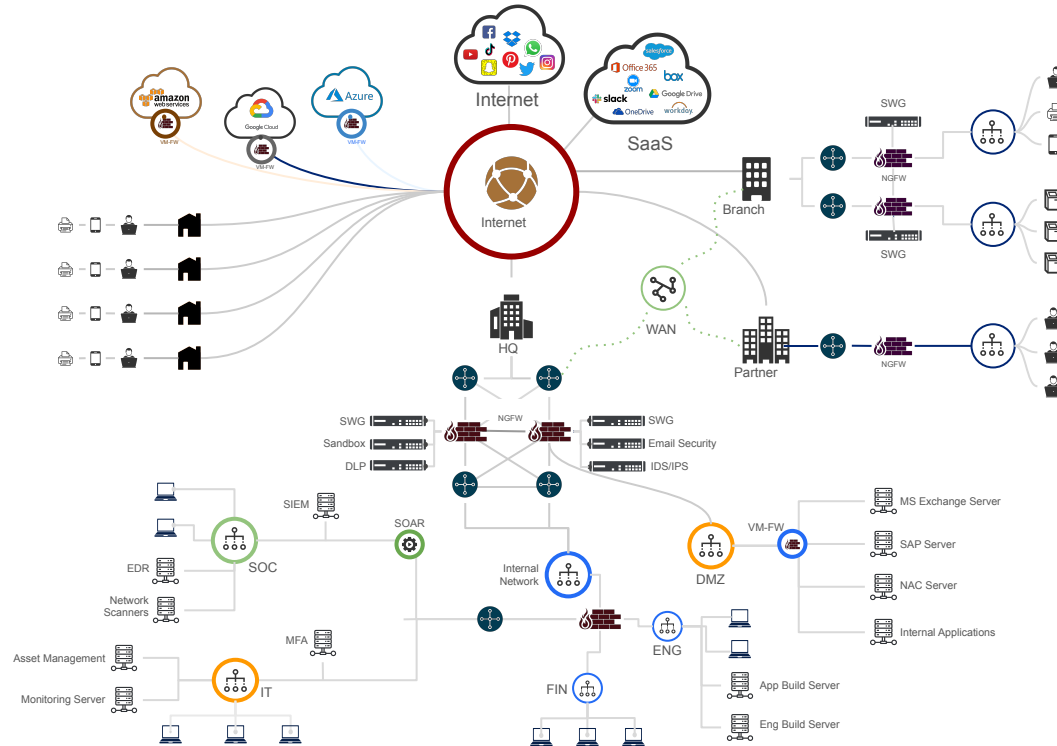 Internet
salesforce
Office 365
zoom
box
slack
Google Drive
OneDrive
workday
SaaS
amazon
web services
VM-FW
Google Cloud
VM-FW
Azure
VM-FW
Internet
SWG
NGFW
Branch
SWG
HQ
WAN
Partner
NGFW
SWG
NGFW
SWG
Sandbox
Email Security
DLP
IDS/IPS
SIEM
SOAR
SOC
EDR
Network
Scanners
Internal
Network
DMZ
VM-FW
MS Exchange Server
SAP Server
NAC Server
Internal Applications
MFA
Asset Management
Monitoring Server
IT
FIN
ENG
App Build Server
Eng Build Server